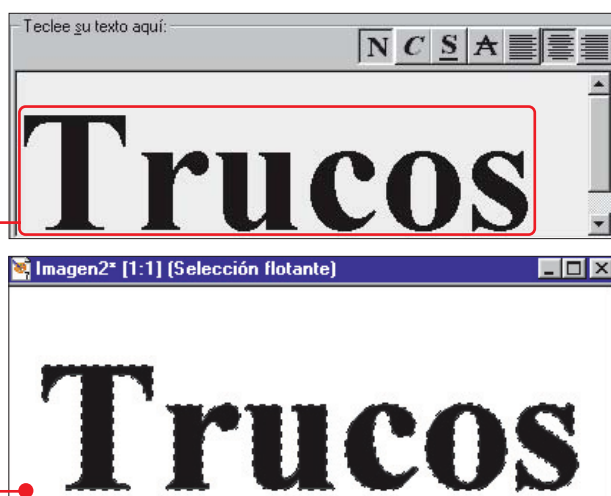 Teclee su texto aquí:
N C S A
Trucos
Imagen2* [1:1] (Selección flotante)
Trucos